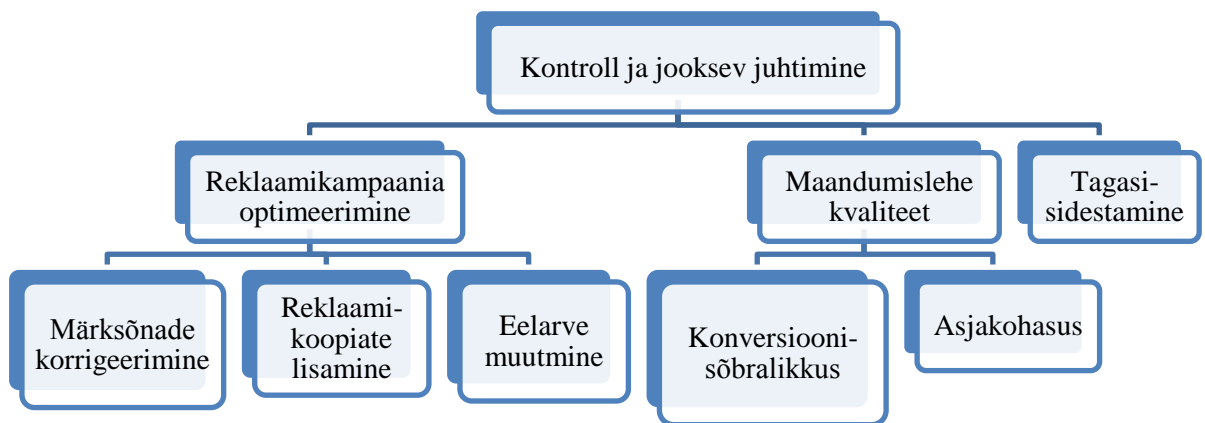 Kontroll ja jooksev juhtimine
Reklaamikampaania
optimeerimine
Maandumislehe
kvaliteet
Tagasi-
sidestamine
Märksõnade
korrigeerimine
Reklaami-
koopiate
lisamine
Eelarve
muutmine
Konversiooni-
sõbralikkus
Asjakohasus